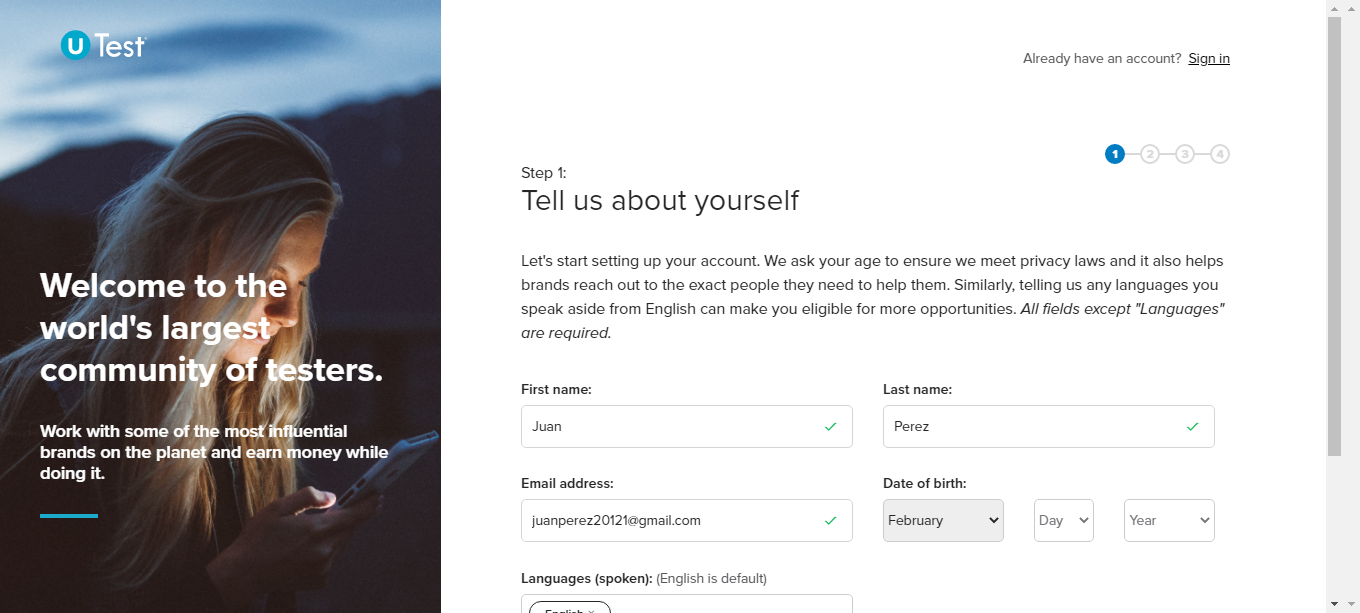 U Test
Already have an account? Sign in
1 2 3 4
Step 1:
Tell us about yourself
Let's start setting up your account. We ask your age to ensure we meet privacy laws and it also helps
brands reach out to the exact people they need to help them. Similarly, telling us any languages you
speak aside from English can make you eligible for more opportunities. All fields except "Languages"
are required.
Welcome to the
world's largest
community of testers.
Work with some of the most influential
brands on the planet and earn money while
doing it.
First name:
Last name:
Juan
Perez
Email address:
Date of birth:
juanperez20121@gmail.com
February
Day
Year
Languages (spoken): (English is default)
English ×